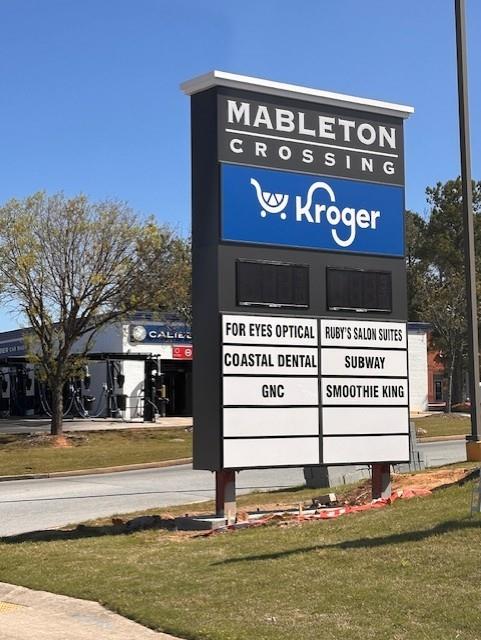 MABLETON
CROSSING
Kroger
FOR EYES OPTICAL
RUBY'S SALON SUITES
COASTAL DENTAL
SUBWAY
GNC
SMOOTHIE KING